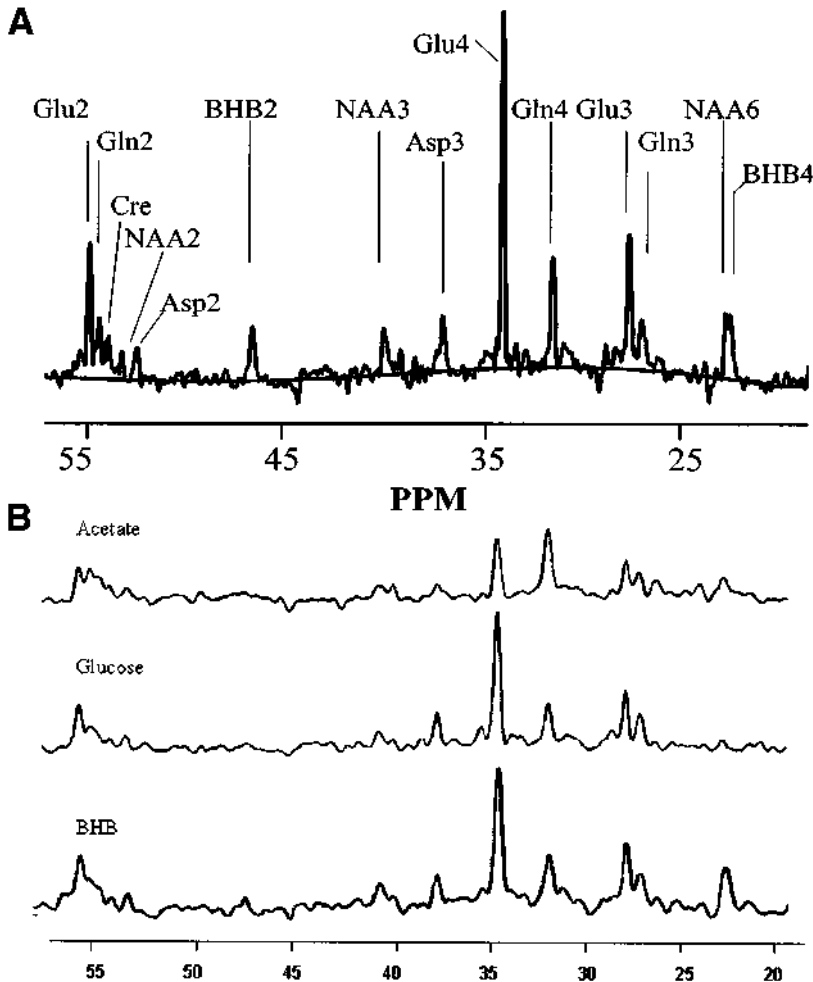 A
Glu4
Glu2 BHB2 NAA3 Gln4 Glu3 NAA6
Gln2 Asp3 Gln3
BHB4
Cre
NAA2
Asp2
55 45 35 25
PPM
B
Acetate
Glucose
BHB
55 50 45 40 35 30 25 20